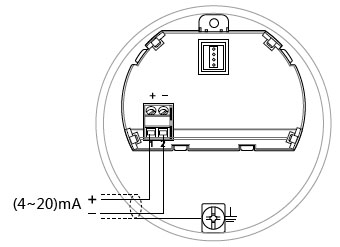 + −
1 2
(4~20)mA
+
−